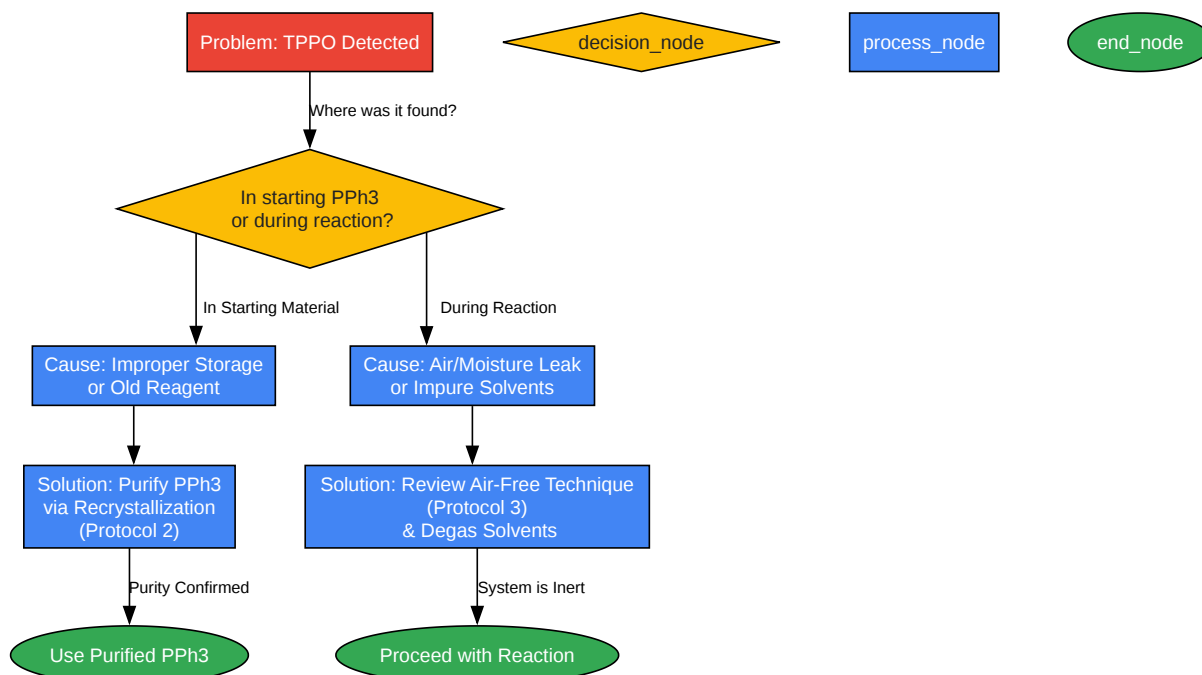 Problem: TPPO Detected
decision_node
process_node
end_node
Where was it found?
In starting PPh3
or during reaction?
In Starting Material
During Reaction
Cause: Improper Storage
or Old Reagent
Cause: Air/Moisture Leak
or Impure Solvents
Solution: Purify PPh3
via Recrystallization
(Protocol 2)
Solution: Review Air-Free Technique
(Protocol 3)
& Degas Solvents
Purity Confirmed
System is Inert
Use Purified PPh3
Proceed with Reaction